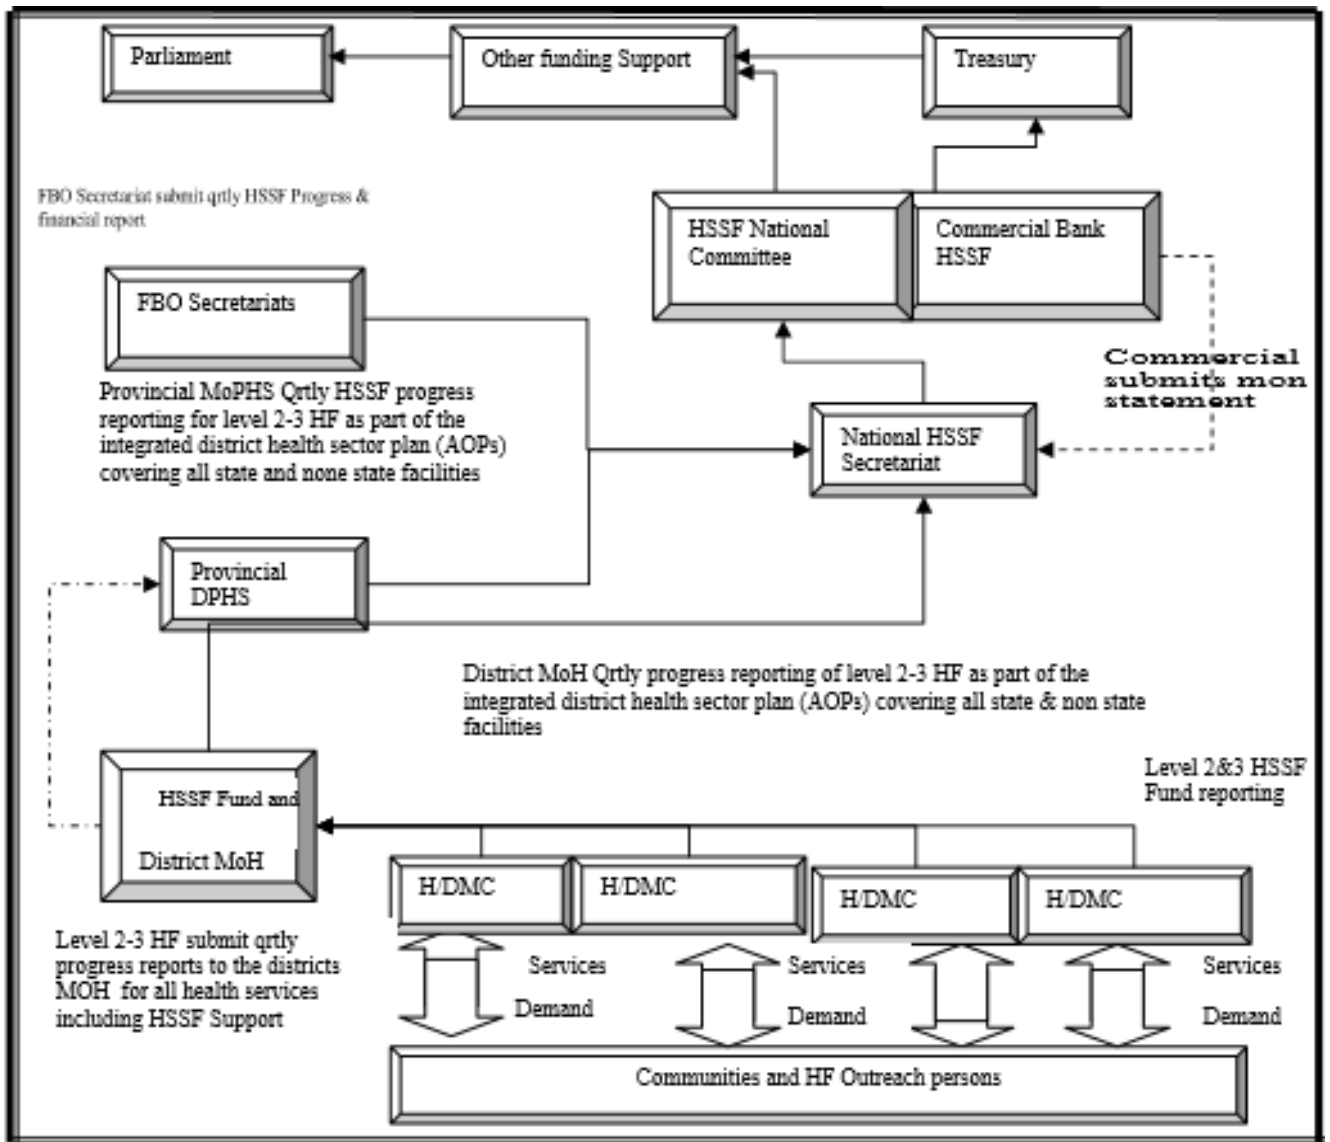 Parliament
Other funding Support
Treasury
FBO Secretariat submit qrtly HSSF Progress &
financial report
HSSF National
Committee
Commercial Bank
HSSF
FBO Secretariats
Commercial
submits mon
statement
Provincial MoPHS Qrtly HSSF progress
reporting for level 2-3 HF as part of the
integrated district health sector plan (AOPs)
covering all state and none state facilities
National HSSF
Secretariat
Provincial
DPHS
District MoH Qrtly progress reporting of level 2-3 HF as part of the
integrated district health sector plan (AOPs) covering all state & non state
facilities
Level 2&3 HSSF
Fund reporting
HSSF Fund and
District MoH
H/DMC
H/DMC
H/DMC
H/DMC
Level 2-3 HF submit qrtly
progress reports to the districts
MOH for all health services
including HSSF Support
Services
Demand
Services
Demand
Services
Demand
Communities and HF Outreach persons